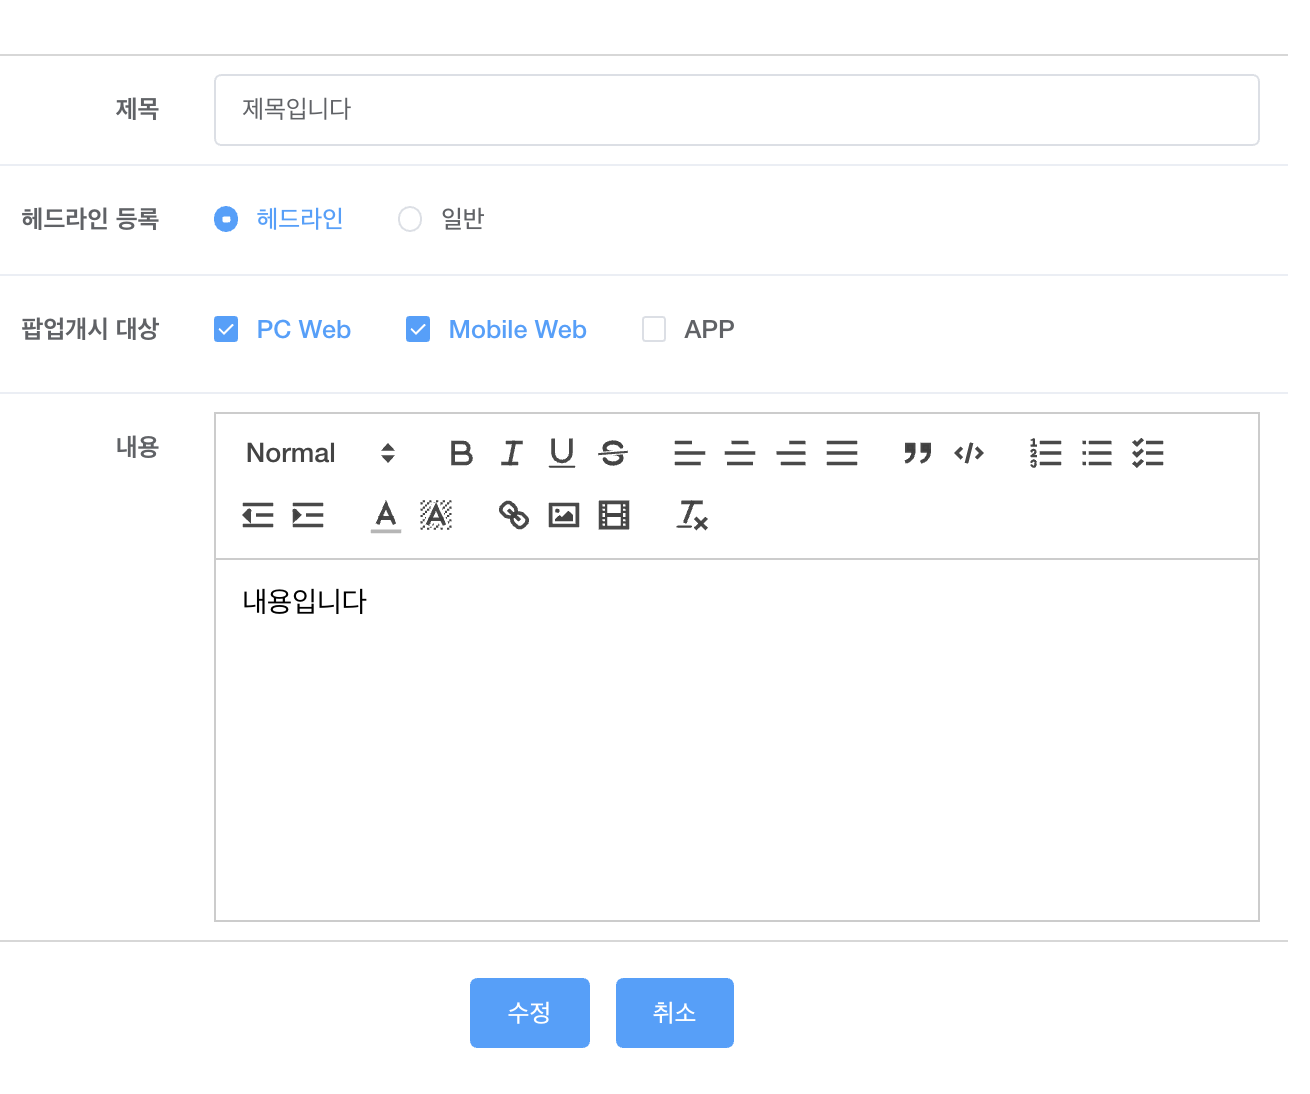 제목 제목입니다
헤드라인 등록 헤드라인 일반
팝업개시 대상 PC Web Mobile Web APP
내용 Normal
내용입니다
수정 취소